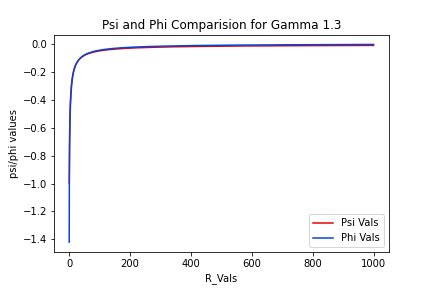 Psi and Phi Comparision for Gamma 1.3
0.0
−0.2
−0.4
−0.6
−0.8
−1.0
−1.2
−1.4
psi/phi values
0 200 400 600 800 1000
R_Vals
Psi Vals
Phi Vals